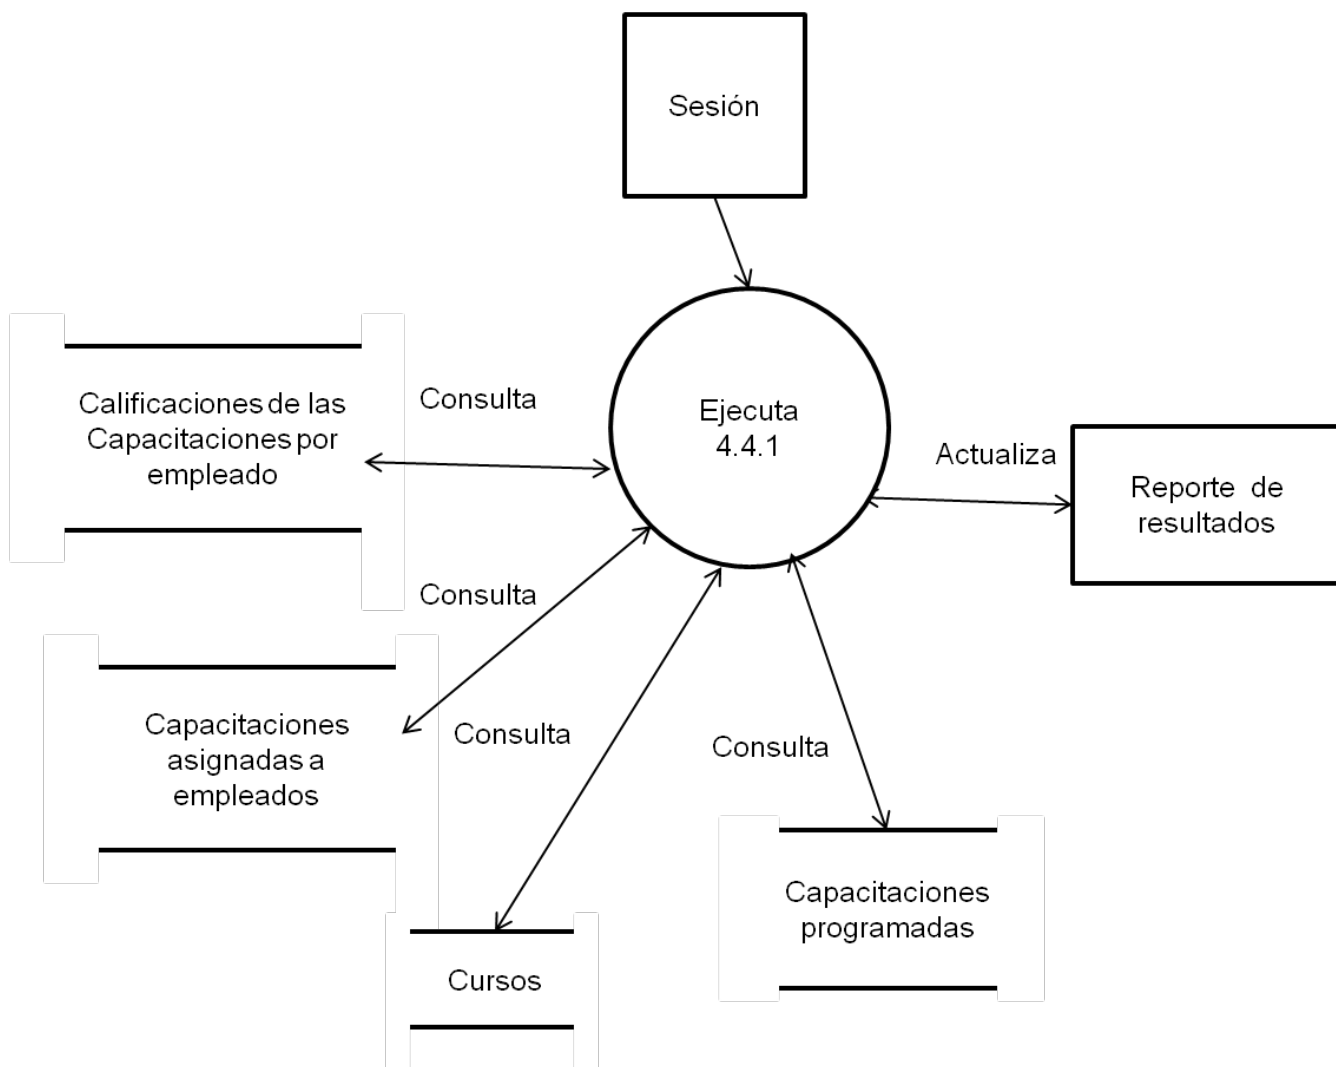 Sesión
Ejecuta
4.4.1
Calificaciones de las
Capacitaciones por
empleado
Consulta
Actualiza
Reporte de
resultados
Consulta
Capacitaciones
asignadas a
empleados
Consulta
Consulta
Capacitaciones
programadas
Cursos